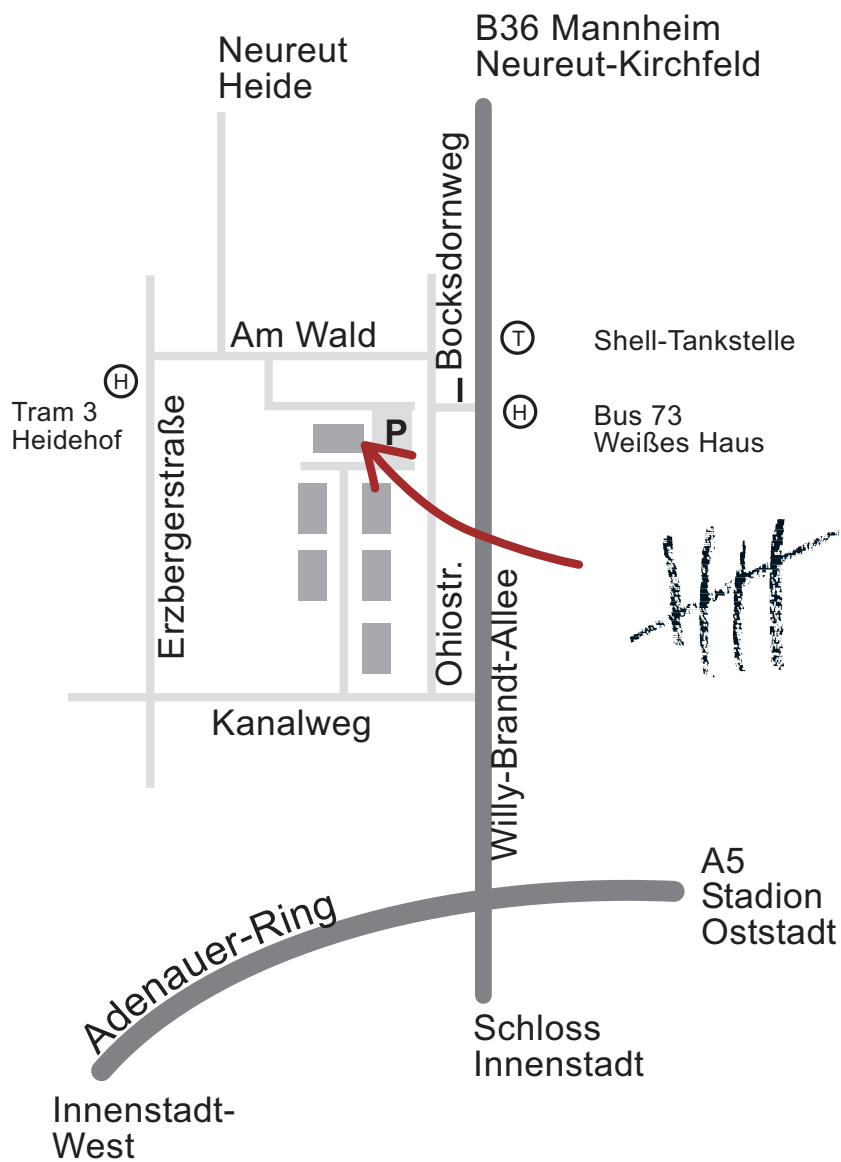 B36 Mannheim
Neureut-Kirchfeld
Neureut
Heide
Bocksdornweg
Am Wald
T
Shell-Tankstelle
H
Tram 3
Heidehof
H
Bus 73
Weißes Haus
P
Erzbergerstraße
Ohiostr.
Willy-Brandt-Allee
Kanalweg
A5
Stadion
Oststadt
Adenauer-Ring
Schloss
Innenstadt
Innenstadt-
West